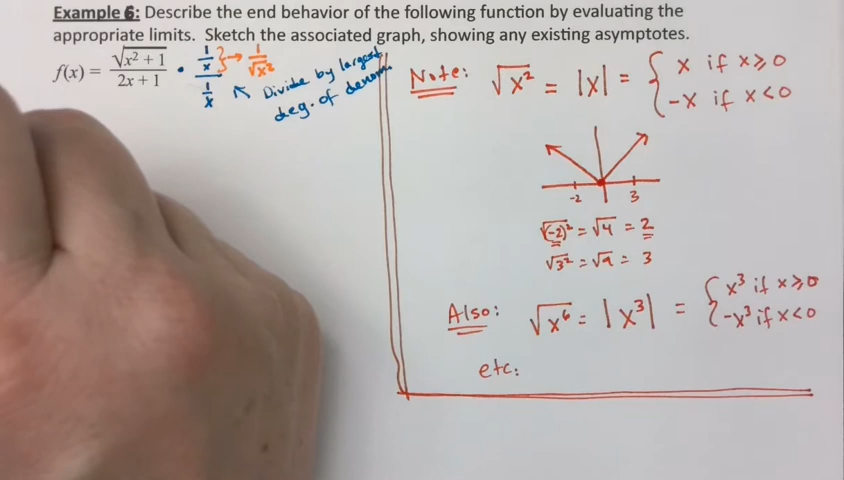 Example 6: Describe the end behavior of the following function by evaluating the
appropriate limits. Sketch the associated graph, showing any existing asymptotes.
f(x) = √(x² + 1) / (2x + 1) · (1/x) / (1/x) → 1/√x²
Divide by largest
deg. of denom.
Note: √x² = |x| = { x if x ≥ 0
-x if x < 0
-2 3
√(-2)² = √4 = 2
√3² = √9 = 3
Also: √x⁶ = |x³| = { x³ if x ≥ 0
-x³ if x < 0
etc.